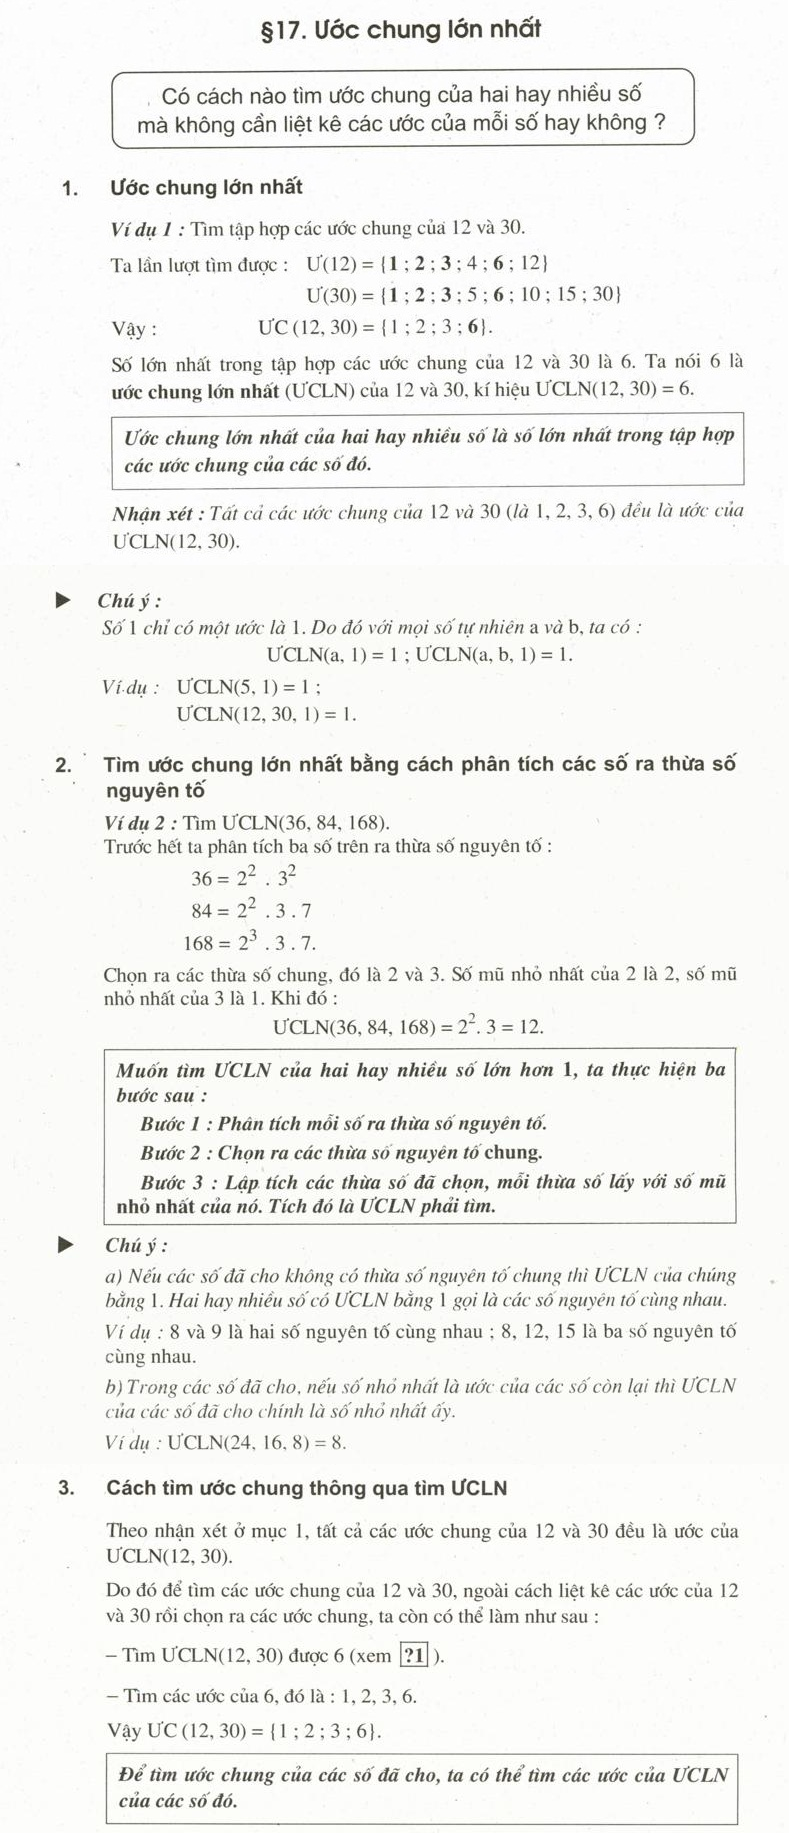 §17. Ước chung lớn nhất
Có cách nào tìm ước chung của hai hay nhiều số
mà không cần liệt kê các ước của mỗi số hay không ?
1. Ước chung lớn nhất
Ví dụ 1 : Tìm tập hợp các ước chung của 12 và 30.
Ta lần lượt tìm được : Ư(12) = {1 ; 2 ; 3 ; 4 ; 6 ; 12}
Ư(30) = {1 ; 2 ; 3 ; 5 ; 6 ; 10 ; 15 ; 30}
Vậy : ƯC (12, 30) = {1 ; 2 ; 3 ; 6}.
Số lớn nhất trong tập hợp các ước chung của 12 và 30 là 6. Ta nói 6 là
ước chung lớn nhất (ƯCLN) của 12 và 30, kí hiệu ƯCLN(12, 30) = 6.
Ước chung lớn nhất của hai hay nhiều số là số lớn nhất trong tập hợp
các ước chung của các số đó.
Nhận xét : Tất cả các ước chung của 12 và 30 (là 1, 2, 3, 6) đều là ước của
ƯCLN(12, 30).
▶ Chú ý :
Số 1 chỉ có một ước là 1. Do đó với mọi số tự nhiên a và b, ta có :
ƯCLN(a, 1) = 1 ; ƯCLN(a, b, 1) = 1.
Ví dụ : ƯCLN(5, 1) = 1 ;
ƯCLN(12, 30, 1) = 1.
2. Tìm ước chung lớn nhất bằng cách phân tích các số ra thừa số
nguyên tố
Ví dụ 2 : Tìm ƯCLN(36, 84, 168).
Trước hết ta phân tích ba số trên ra thừa số nguyên tố :
36 = 2² . 3²
84 = 2² . 3 . 7
168 = 2³ . 3 . 7.
Chọn ra các thừa số chung, đó là 2 và 3. Số mũ nhỏ nhất của 2 là 2, số mũ
nhỏ nhất của 3 là 1. Khi đó :
ƯCLN(36, 84, 168) = 2². 3 = 12.
Muốn tìm ƯCLN của hai hay nhiều số lớn hơn 1, ta thực hiện ba
bước sau :
Bước 1 : Phân tích mỗi số ra thừa số nguyên tố.
Bước 2 : Chọn ra các thừa số nguyên tố chung.
Bước 3 : Lập tích các thừa số đã chọn, mỗi thừa số lấy với số mũ
nhỏ nhất của nó. Tích đó là ƯCLN phải tìm.
▶ Chú ý :
a) Nếu các số đã cho không có thừa số nguyên tố chung thì ƯCLN của chúng
bằng 1. Hai hay nhiều số có ƯCLN bằng 1 gọi là các số nguyên tố cùng nhau.
Ví dụ : 8 và 9 là hai số nguyên tố cùng nhau ; 8, 12, 15 là ba số nguyên tố
cùng nhau.
b) Trong các số đã cho, nếu số nhỏ nhất là ước của các số còn lại thì ƯCLN
của các số đã cho chính là số nhỏ nhất ấy.
Ví dụ : ƯCLN(24, 16, 8) = 8.
3. Cách tìm ước chung thông qua tìm ƯCLN
Theo nhận xét ở mục 1, tất cả các ước chung của 12 và 30 đều là ước của
ƯCLN(12, 30).
Do đó để tìm các ước chung của 12 và 30, ngoài cách liệt kê các ước của 12
và 30 rồi chọn ra các ước chung, ta còn có thể làm như sau :
– Tìm ƯCLN(12, 30) được 6 (xem ?1 ).
– Tìm các ước của 6, đó là : 1, 2, 3, 6.
Vậy ƯC (12, 30) = {1 ; 2 ; 3 ; 6}.
Để tìm ước chung của các số đã cho, ta có thể tìm các ước của ƯCLN
của các số đó.